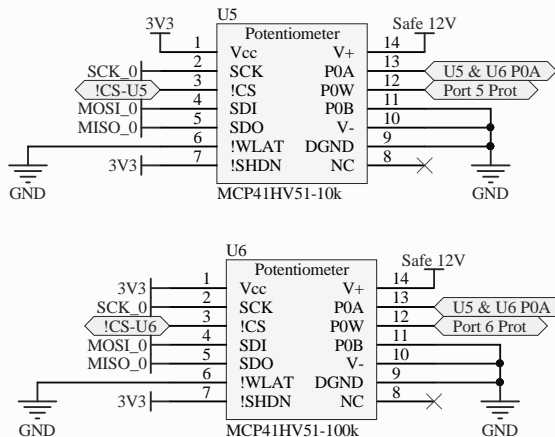 U5
3V3 Potentiometer Safe 12V
1 Vcc V+ 14
SCK_0 2 SCK P0A 13 U5 & U6 P0A
!CS-U5 3 !CS P0W 12 Port 5 Prot
MOSI_0 4 SDI P0B 11
MISO_0 5 SDO V- 10
6 !WLAT DGND 9
3V3 7 !SHDN NC 8
GND MCP41HV51-10k GND
U6
Potentiometer Safe 12V
3V3 1 Vcc V+ 14
SCK_0 2 SCK P0A 13 U5 & U6 P0A
!CS-U6 3 !CS P0W 12 Port 6 Prot
MOSI_0 4 SDI P0B 11
MISO_0 5 SDO V- 10
6 !WLAT DGND 9
3V3 7 !SHDN NC 8
GND MCP41HV51-100k GND